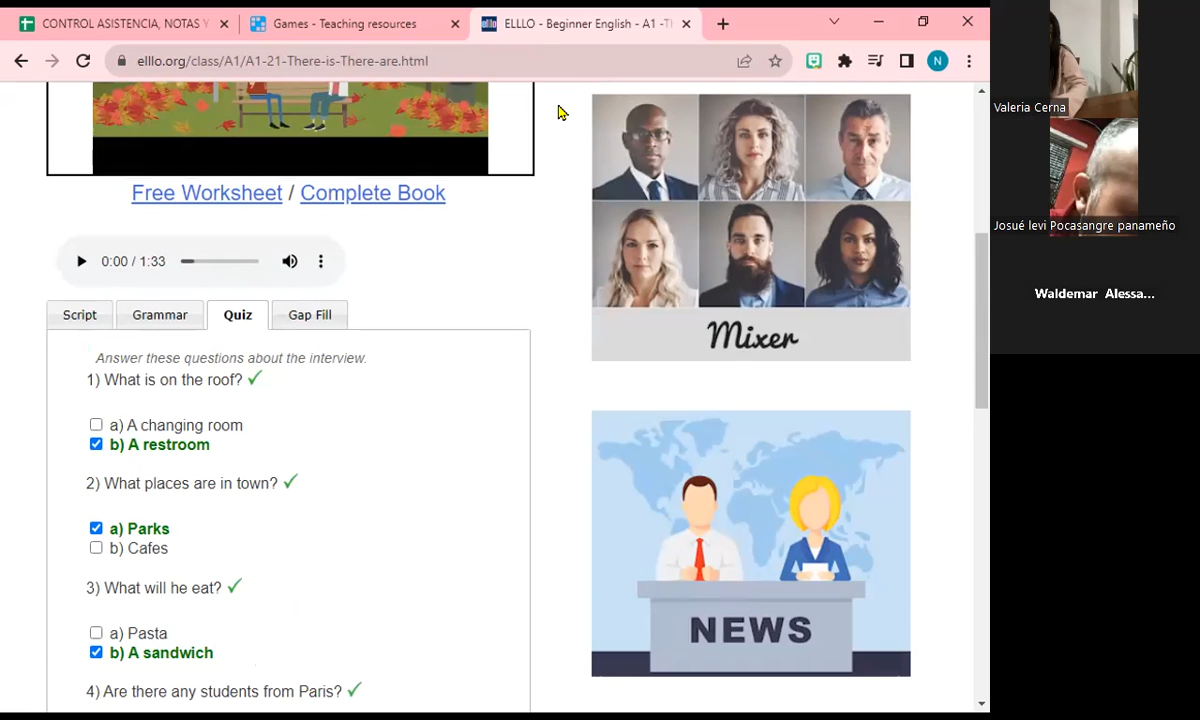 CONTROL ASISTENCIA, NOTAS Y
Games - Teaching resources
elllo
ELLLO - Beginner English - A1 - Th
elllo.org/class/A1/A1-21-There-is-There-are.html
N
Free Worksheet / Complete Book
0:00 / 1:33
Script
Grammar
Quiz
Gap Fill
Answer these questions about the interview.
1) What is on the roof?
a) A changing room
b) A restroom
2) What places are in town?
a) Parks
b) Cafes
3) What will he eat?
a) Pasta
b) A sandwich
4) Are there any students from Paris?
Mixer
NEWS
Valeria Cerna
Josué levi Pocasangre panameño
Waldemar Alessa...